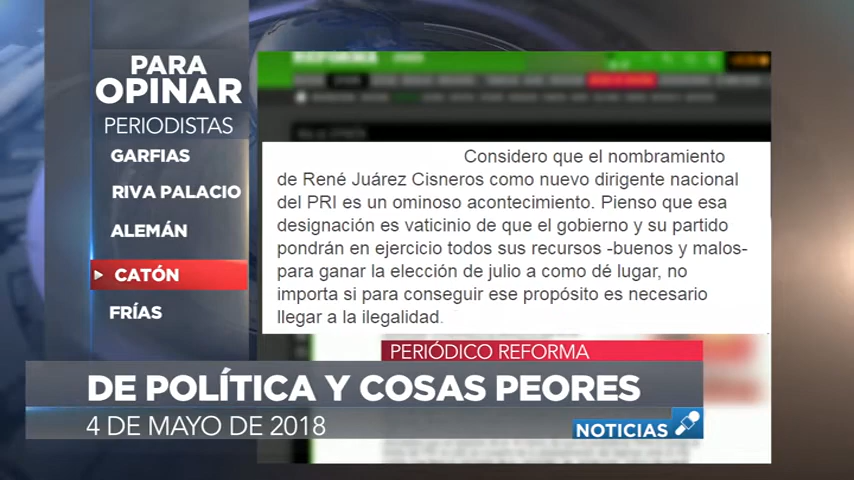 PARA
OPINAR
PERIODISTAS
GARFIAS
RIVA PALACIO
ALEMÁN
CATÓN
FRÍAS
REFORMA
Considero que el nombramiento
de René Juárez Cisneros como nuevo dirigente nacional
del PRI es un ominoso acontecimiento. Pienso que esa
designación es vaticinio de que el gobierno y su partido
pondrán en ejercicio todos sus recursos -buenos y malos-
para ganar la elección de julio a como dé lugar, no
importa si para conseguir ese propósito es necesario
llegar a la ilegalidad.
PERIÓDICO REFORMA
DE POLÍTICA Y COSAS PEORES
4 DE MAYO DE 2018
NOTICIAS